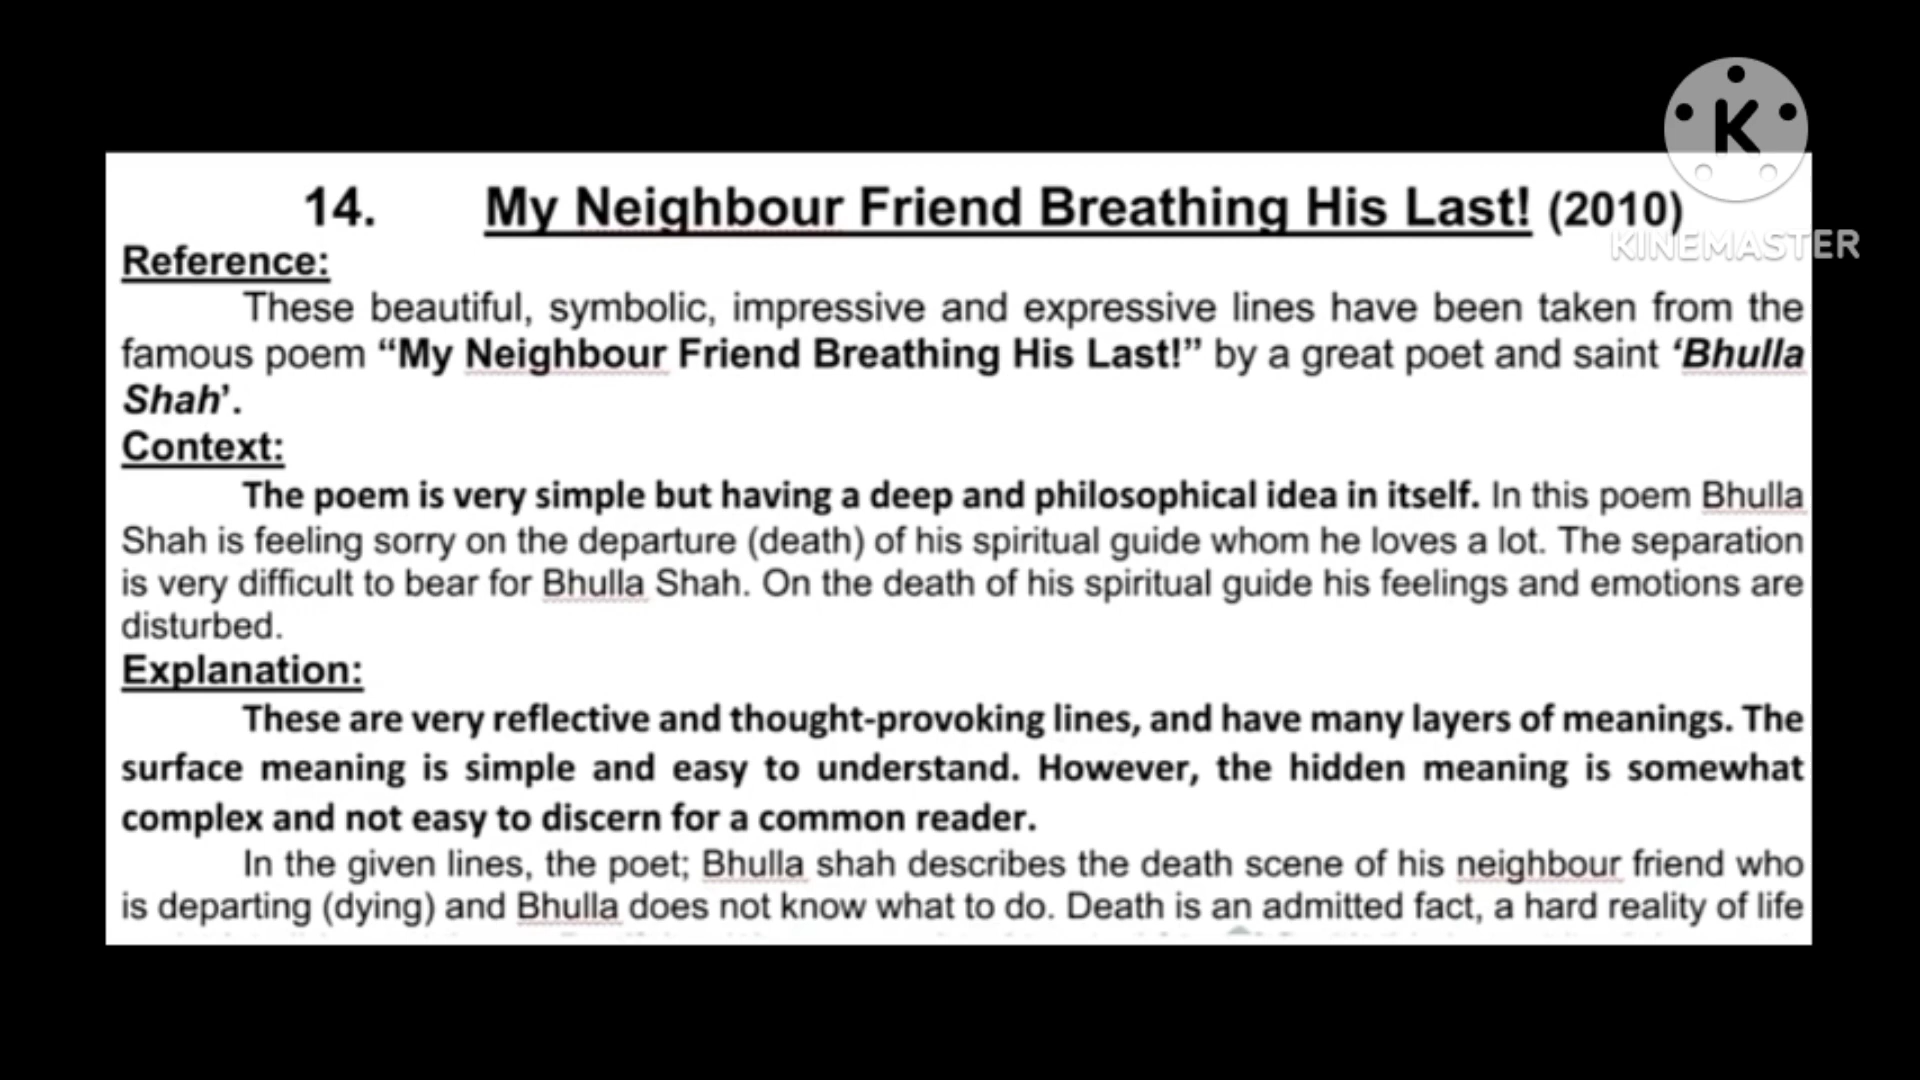 K
KINEMASTER
14. My Neighbour Friend Breathing His Last! (2010)
Reference:
These beautiful, symbolic, impressive and expressive lines have been taken from the
famous poem “My Neighbour Friend Breathing His Last!” by a great poet and saint ‘Bhulla
Shah’.
Context:
The poem is very simple but having a deep and philosophical idea in itself. In this poem Bhulla
Shah is feeling sorry on the departure (death) of his spiritual guide whom he loves a lot. The separation
is very difficult to bear for Bhulla Shah. On the death of his spiritual guide his feelings and emotions are
disturbed.
Explanation:
These are very reflective and thought-provoking lines, and have many layers of meanings. The
surface meaning is simple and easy to understand. However, the hidden meaning is somewhat
complex and not easy to discern for a common reader.
In the given lines, the poet; Bhulla shah describes the death scene of his neighbour friend who
is departing (dying) and Bhulla does not know what to do. Death is an admitted fact, a hard reality of life